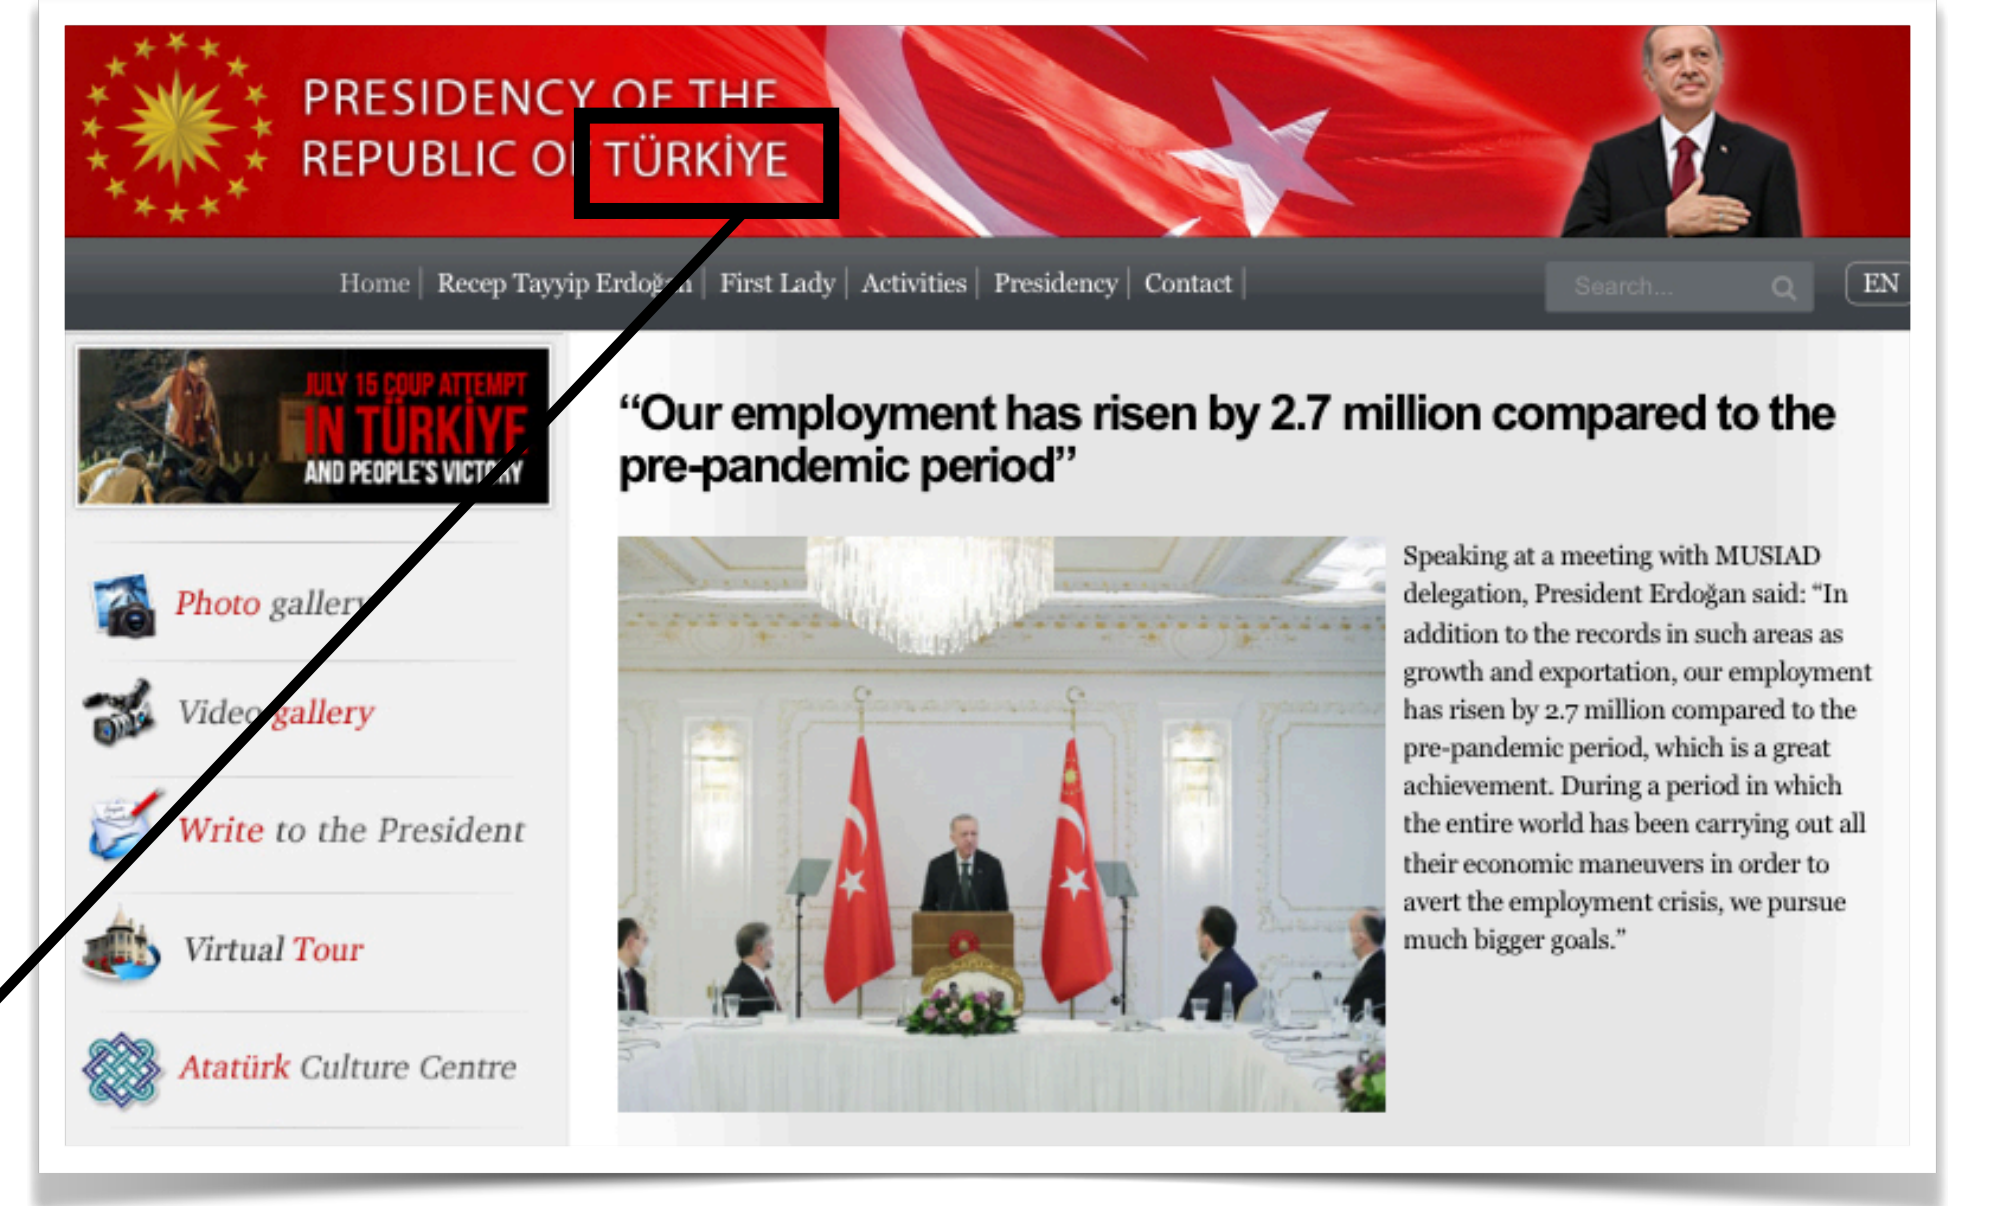 PRESIDENCY OF THE
REPUBLIC OF TÜRKİYE
Home | Recep Tayyip Erdoğan | First Lady | Activities | Presidency | Contact |
Search...
EN
JULY 15 COUP ATTEMPT
IN TÜRKİYE
AND PEOPLE'S VICTORY
Photo gallery
Video gallery
Write to the President
Virtual Tour
Atatürk Culture Centre
“Our employment has risen by 2.7 million compared to the
pre-pandemic period”
Speaking at a meeting with MUSIAD
delegation, President Erdoğan said: “In
addition to the records in such areas as
growth and exportation, our employment
has risen by 2.7 million compared to the
pre-pandemic period, which is a great
achievement. During a period in which
the entire world has been carrying out all
their economic maneuvers in order to
avert the employment crisis, we pursue
much bigger goals.”